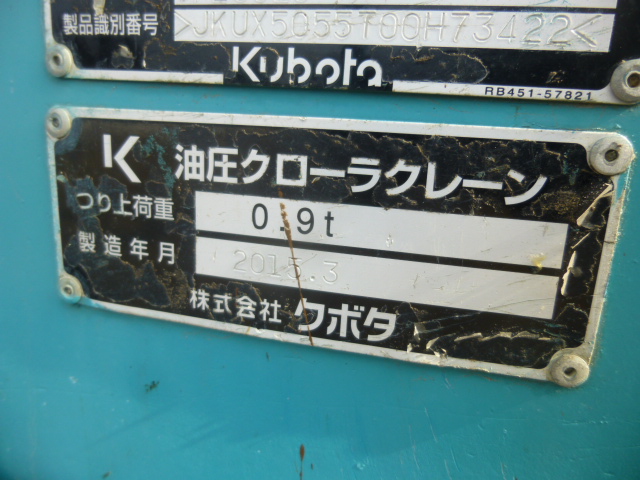 製品識別番号 >JKUX5055T00H73422<
Kubota
RB451-57821
K 油圧クローラクレーン
つり上荷重 0.9t
製造年月 2015.3
株式会社 クボタ